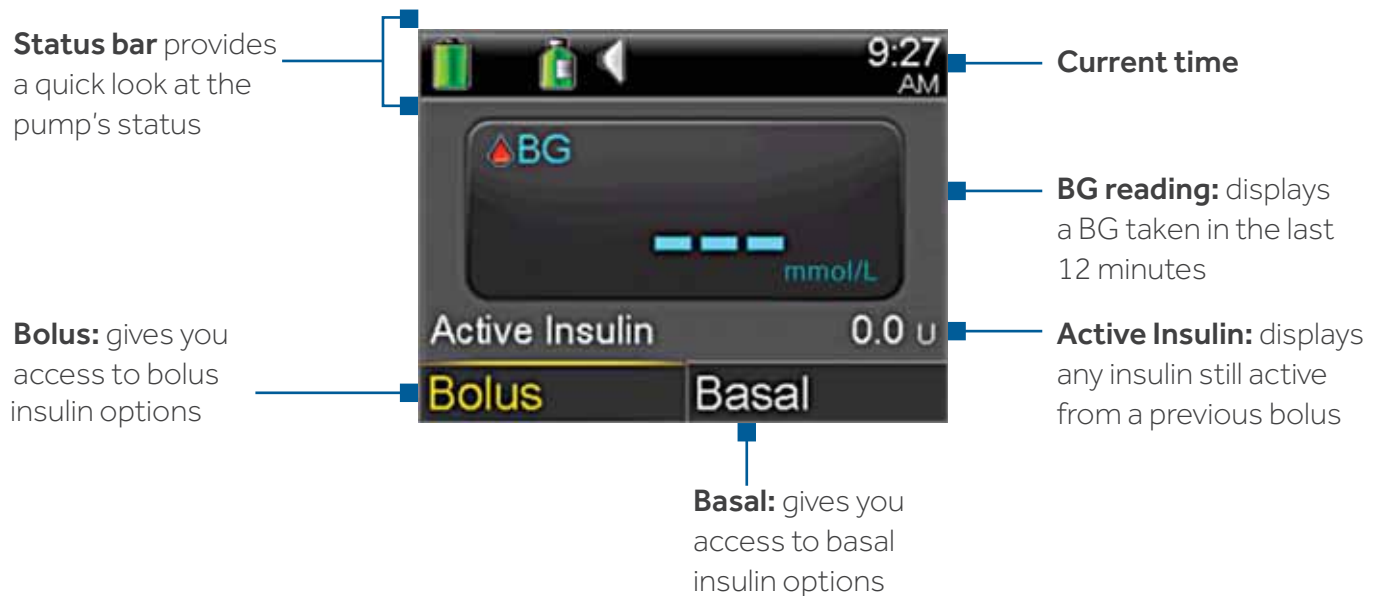 Status bar provides
a quick look at the
pump's status
9:27
AM
Current time
BG
mmol/L
BG reading: displays
a BG taken in the last
12 minutes
Active Insulin 0.0 U
Active Insulin: displays
any insulin still active
from a previous bolus
Bolus: gives you
access to bolus
insulin options
Bolus Basal
Basal: gives you
access to basal
insulin options